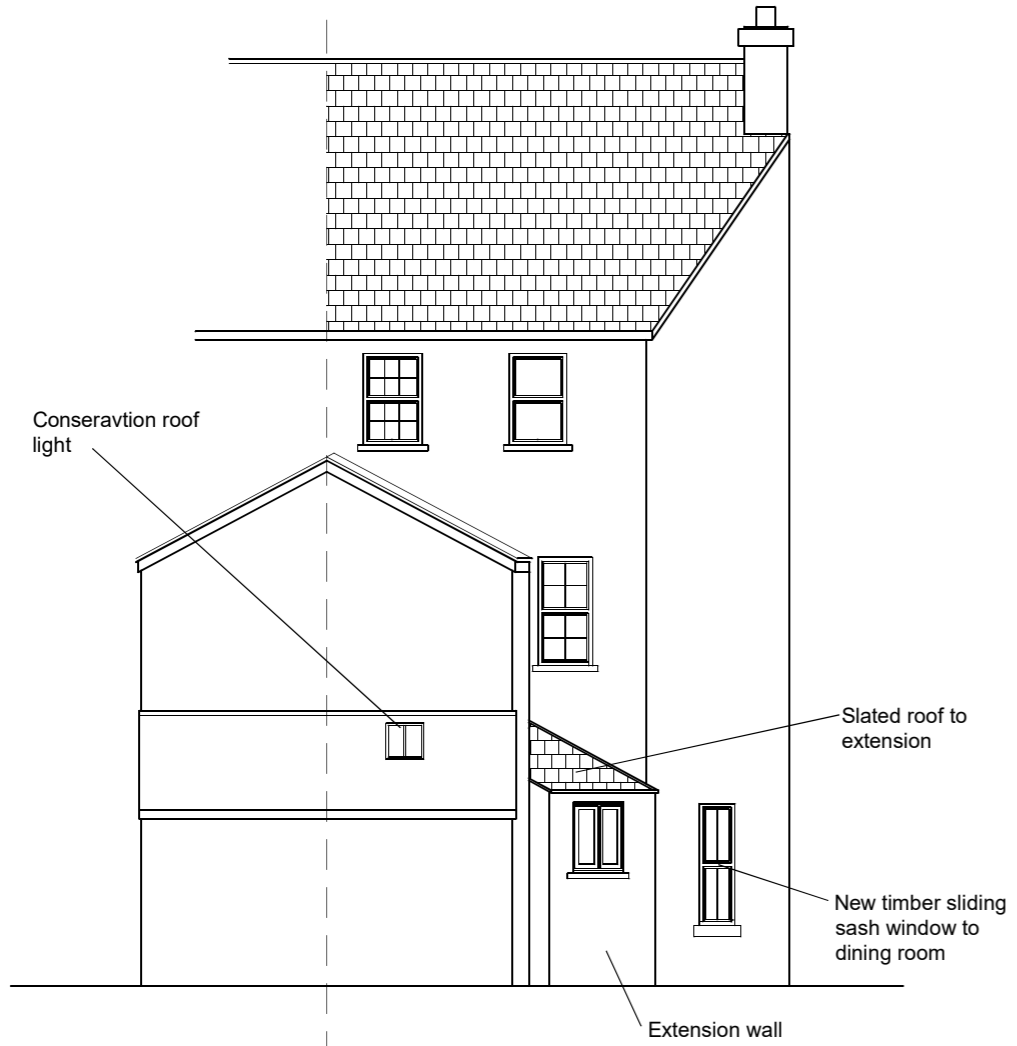 Conseravtion roof
light
Slated roof to
extension
New timber sliding
sash window to
dining room
Extension wall